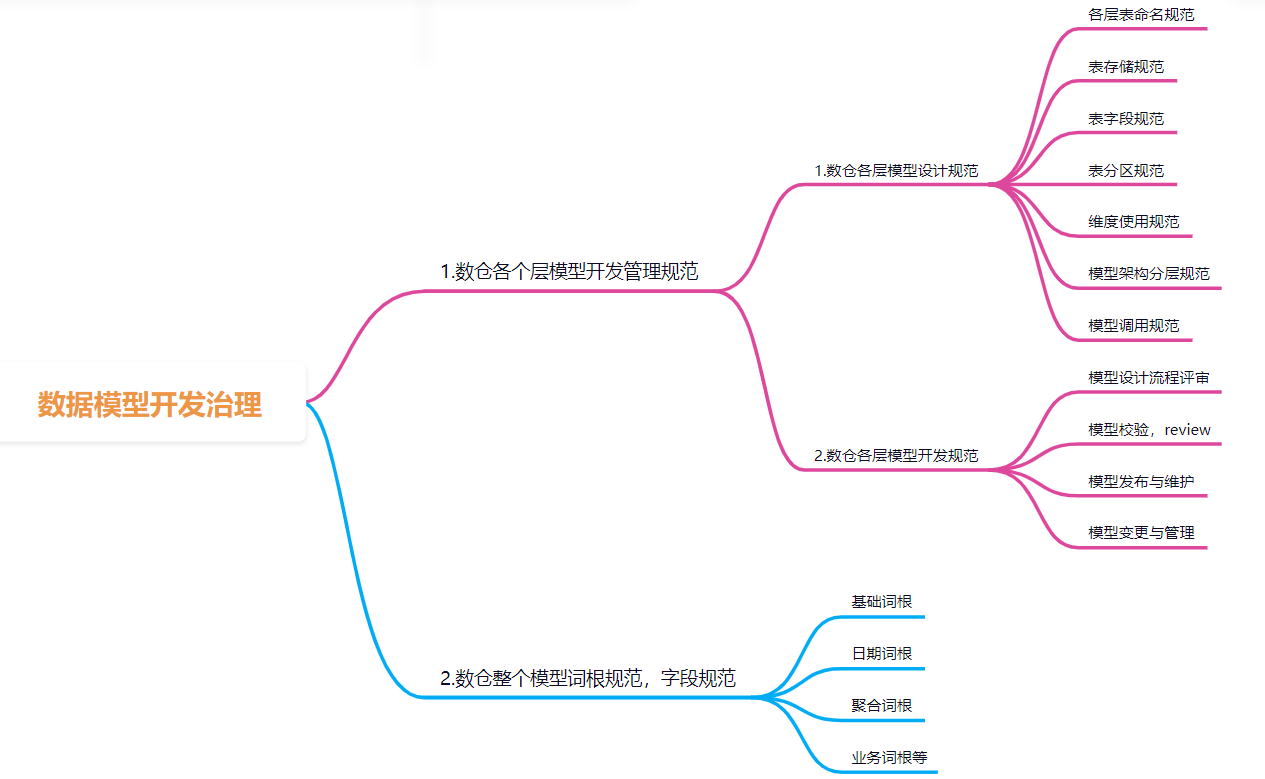 数据模型开发治理
1.数仓各个层模型开发管理规范
1.数仓各层模型设计规范
各层表命名规范
表存储规范
表字段规范
表分区规范
维度使用规范
模型架构分层规范
模型调用规范
2.数仓各层模型开发规范
模型设计流程评审
模型校验，review
模型发布与维护
模型变更与管理
2.数仓整个模型词根规范，字段规范
基础词根
日期词根
聚合词根
业务词根等